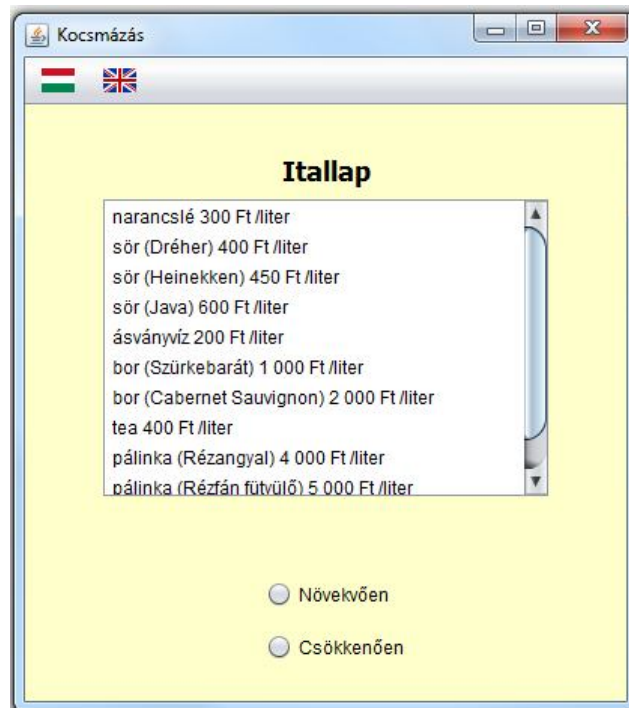 Kocsmázás
Itallap
narancslé 300 Ft /liter
sör (Dréher) 400 Ft /liter
sör (Heinekken) 450 Ft /liter
sör (Java) 600 Ft /liter
ásványvíz 200 Ft /liter
bor (Szürkebarát) 1 000 Ft /liter
bor (Cabernet Sauvignon) 2 000 Ft /liter
tea 400 Ft /liter
pálinka (Rézangyal) 4 000 Ft /liter
pálinka (Rézfán fütyülő) 5 000 Ft /liter
Növekvően
Csökkenően